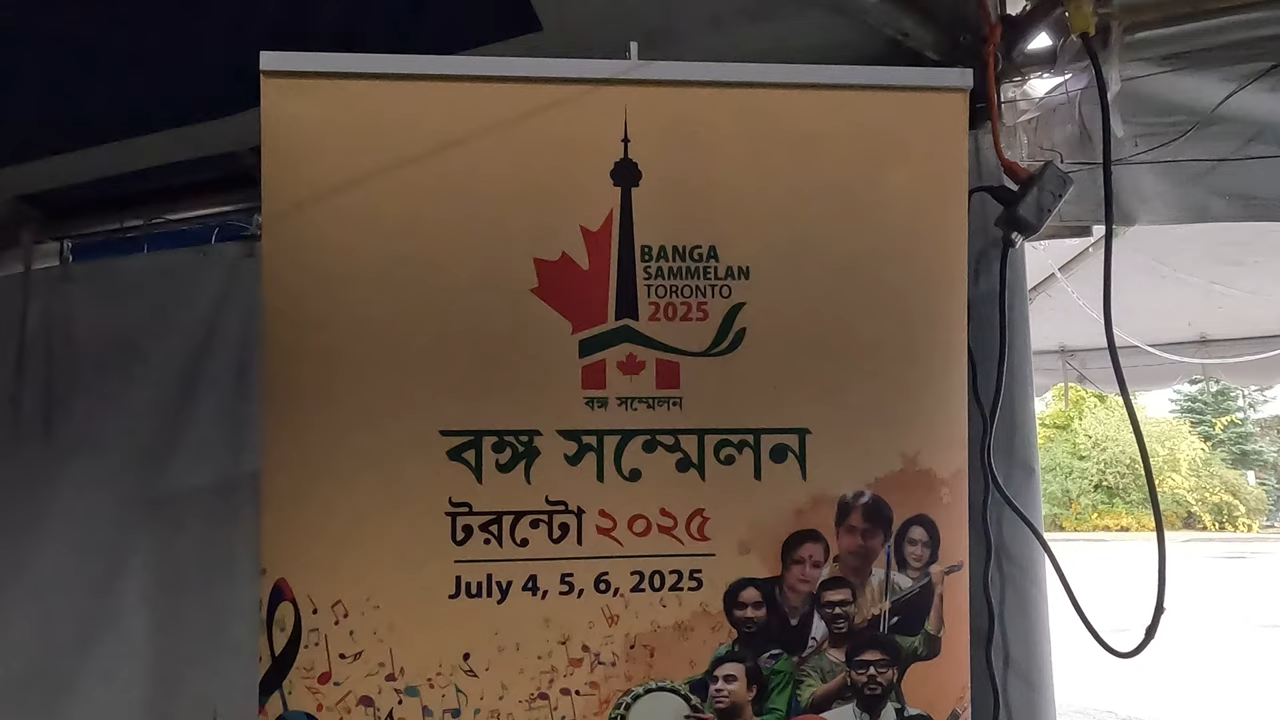 BANGA
SAMMELAN
TORONTO
2025
বঙ্গ সম্মেলন
বঙ্গ সম্মেলন
টরন্টো ২০২৫
July 4, 5, 6, 2025